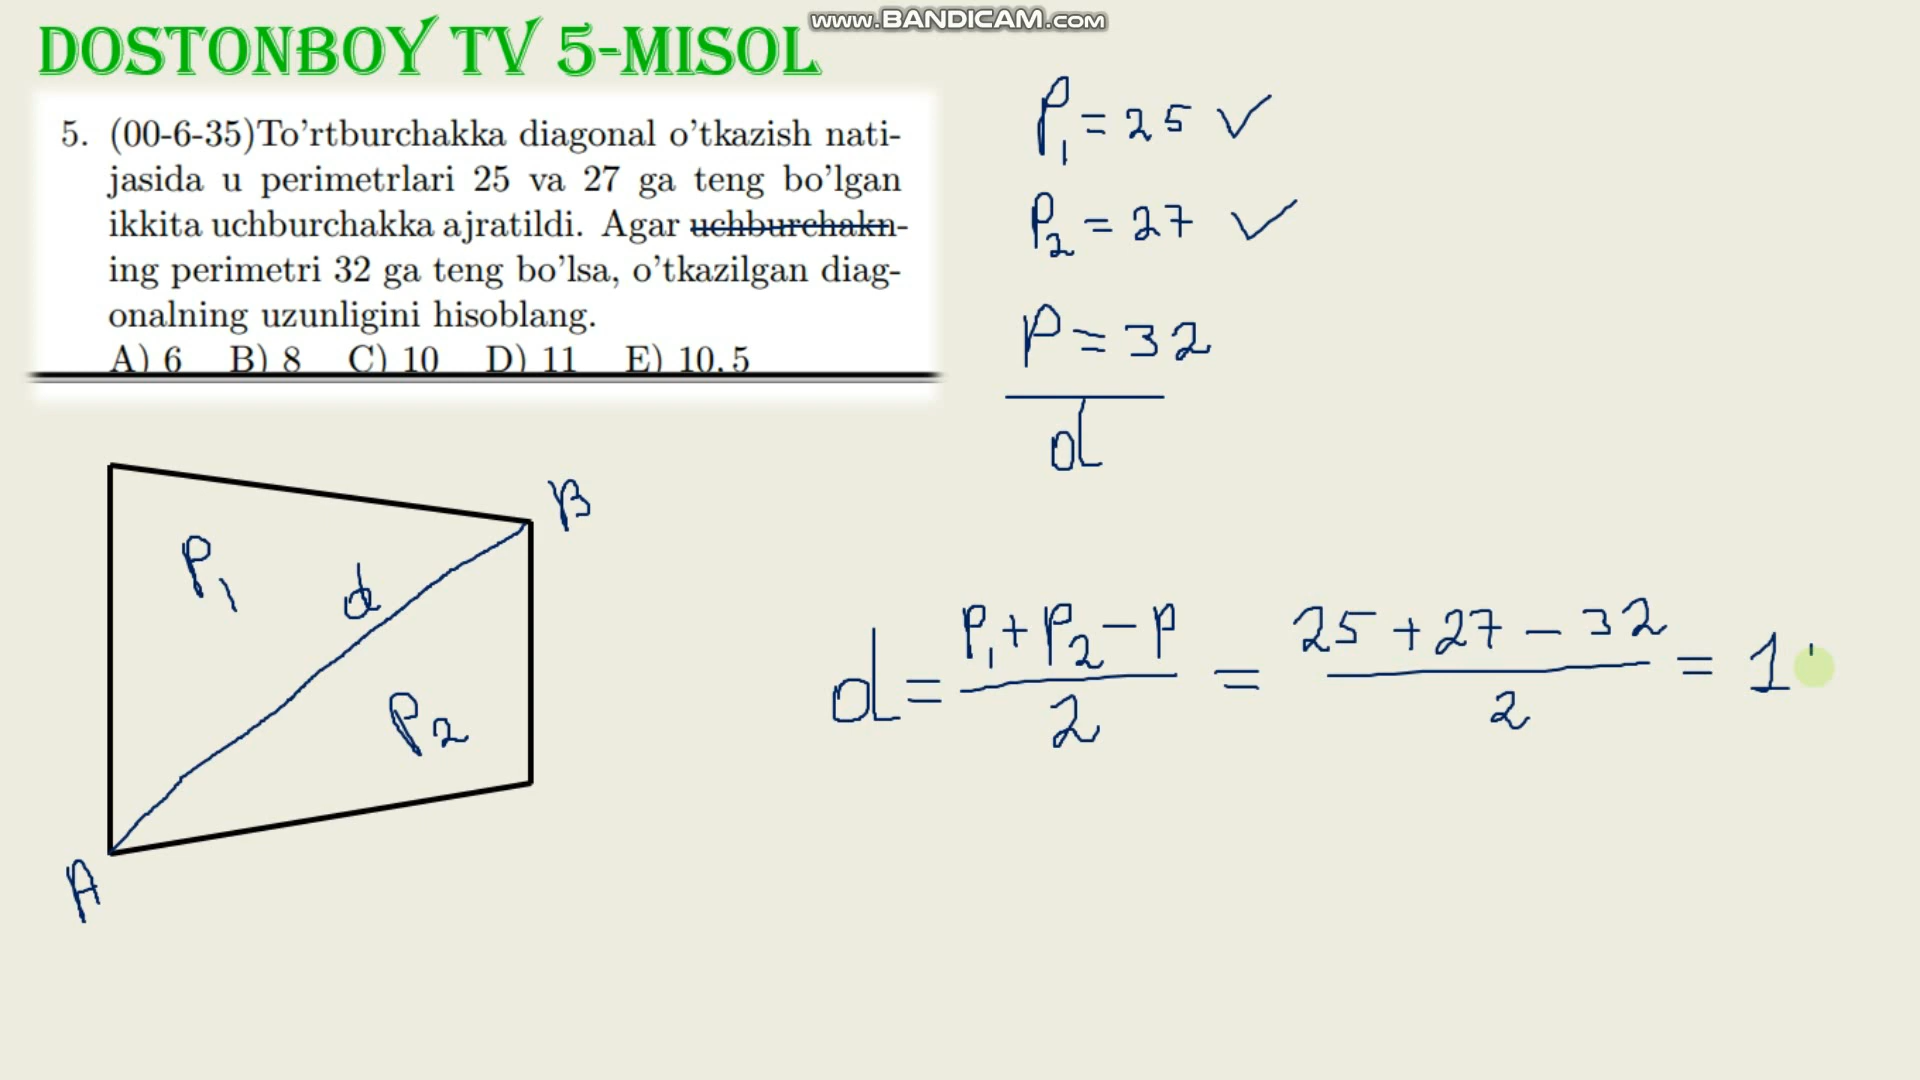 www.BANDICAM.com
DOSTONBOY TV 5-MISOL
5. (00-6-35)To'rtburchakka diagonal o'tkazish nati-
jasida u perimetrlari 25 va 27 ga teng bo'lgan
ikkita uchburchakka ajratildi. Agar uchburchakn-
ing perimetri 32 ga teng bo'lsa, o'tkazilgan diag-
onalning uzunligini hisoblang.
A) 6 B) 8 C) 10 D) 11 E) 10.5
P₁ = 25 ✓
P₂ = 27 ✓
P = 32
d
B
P₁
d
P₂
A
d = (P₁ + P₂ − P)/2 = (25 + 27 − 32)/2 = 1